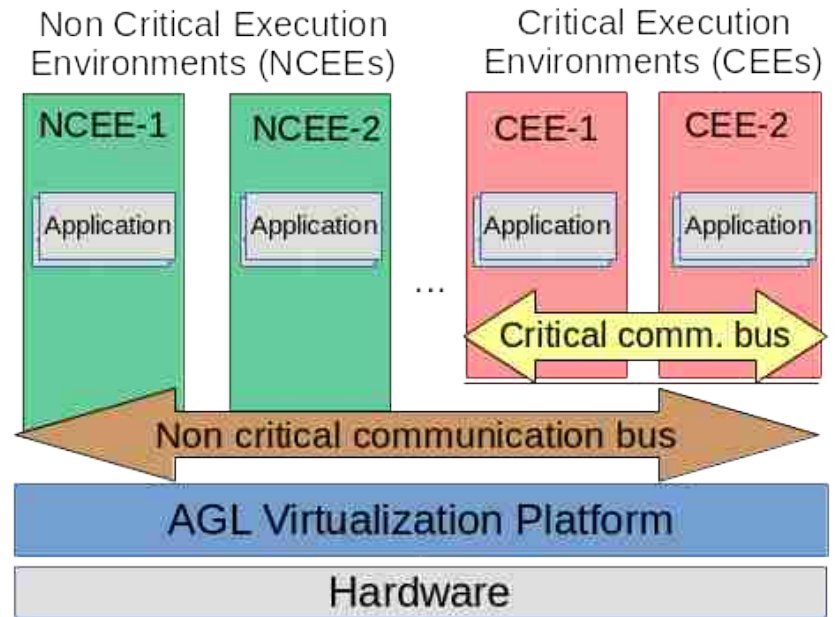 Non Critical Execution
Environments (NCEEs)
Critical Execution
Environments (CEEs)
NCEE-1
NCEE-2
CEE-1
CEE-2
Application
Application
Application
Application
...
Critical comm. bus
Non critical communication bus
AGL Virtualization Platform
Hardware